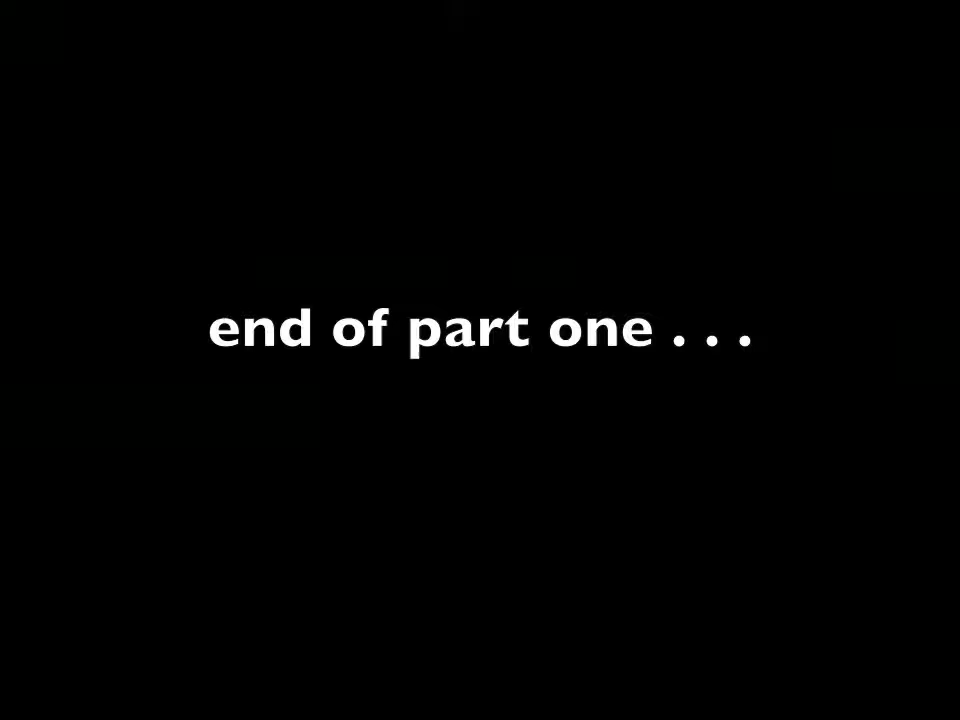 end of part one . . .